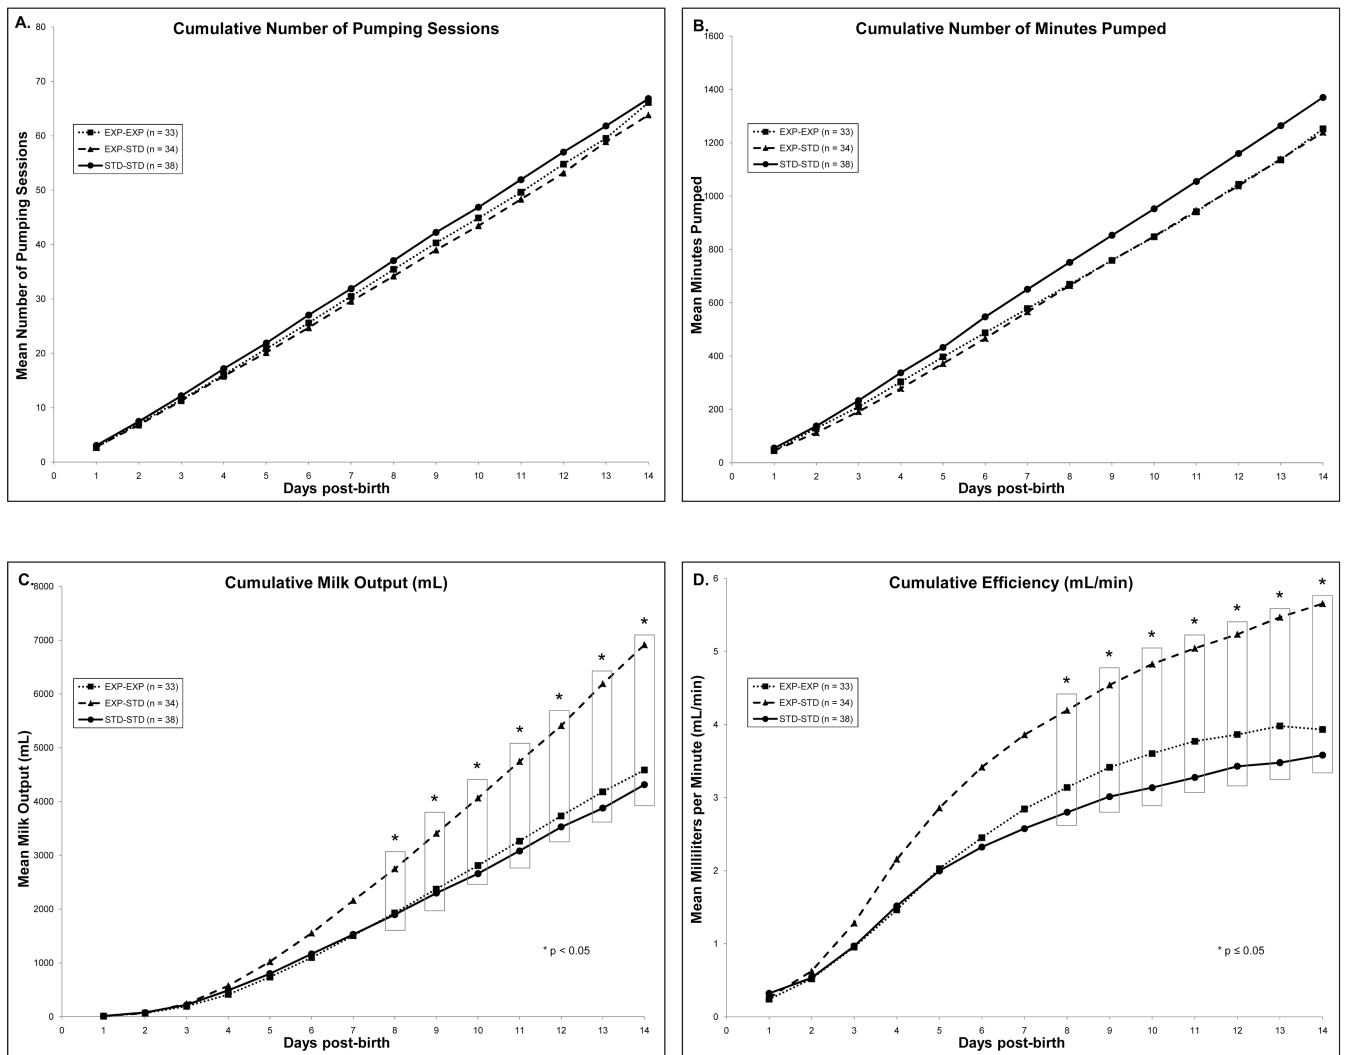 A.
Cumulative Number of Pumping Sessions
80
70
60
50
40
30
20
10
0
Mean Number of Pumping Sessions
EXP-EXP (n = 33)
EXP-STD (n = 34)
STD-STD (n = 38)
0 1 2 3 4 5 6 7 8 9 10 11 12 13 14
Days post-birth
B.
Cumulative Number of Minutes Pumped
1600
1400
1200
1000
800
600
400
200
0
Mean Minutes Pumped
EXP-EXP (n = 33)
EXP-STD (n = 34)
STD-STD (n = 38)
0 1 2 3 4 5 6 7 8 9 10 11 12 13 14
Days post-birth
C.
Cumulative Milk Output (mL)
8000
7000
6000
5000
4000
3000
2000
1000
0
Mean Milk Output (mL)
EXP-EXP (n = 33)
EXP-STD (n = 34)
STD-STD (n = 38)
* * * * * * *
* p < 0.05
0 1 2 3 4 5 6 7 8 9 10 11 12 13 14
Days post-birth
D.
Cumulative Efficiency (mL/min)
6
5
4
3
2
1
0
Mean Milliliters per Minute (mL/min)
EXP-EXP (n = 33)
EXP-STD (n = 34)
STD-STD (n = 38)
* * * * * * *
* p ≤ 0.05
0 1 2 3 4 5 6 7 8 9 10 11 12 13 14
Days post-birth